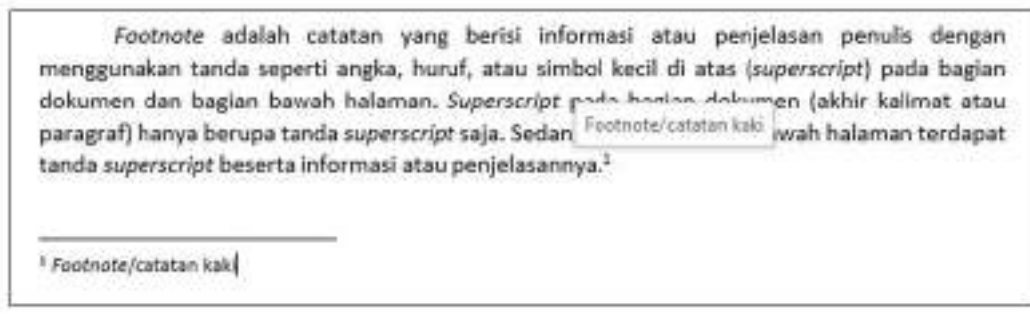 Footnote adalah catatan yang berisi informasi atau penjelasan penulis dengan
menggunakan tanda seperti angka, huruf, atau simbol kecil di atas (superscript) pada bagian
dokumen dan bagian bawah halaman. Superscript pada bagian dokumen (akhir kalimat atau
paragraf) hanya berupa tanda superscript saja. Sedan Footnote/catatan kaki wah halaman terdapat
tanda superscript beserta informasi atau penjelasannya.¹
¹ Footnote/catatan kaki